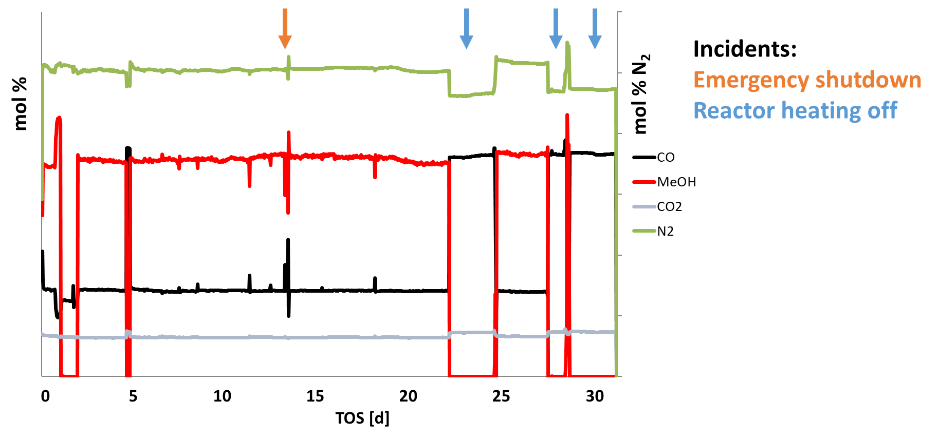 Incidents:
Emergency shutdown
Reactor heating off
mol %
mol % N₂
CO
MeOH
CO2
N2
0 5 10 15 20 25 30
TOS [d]